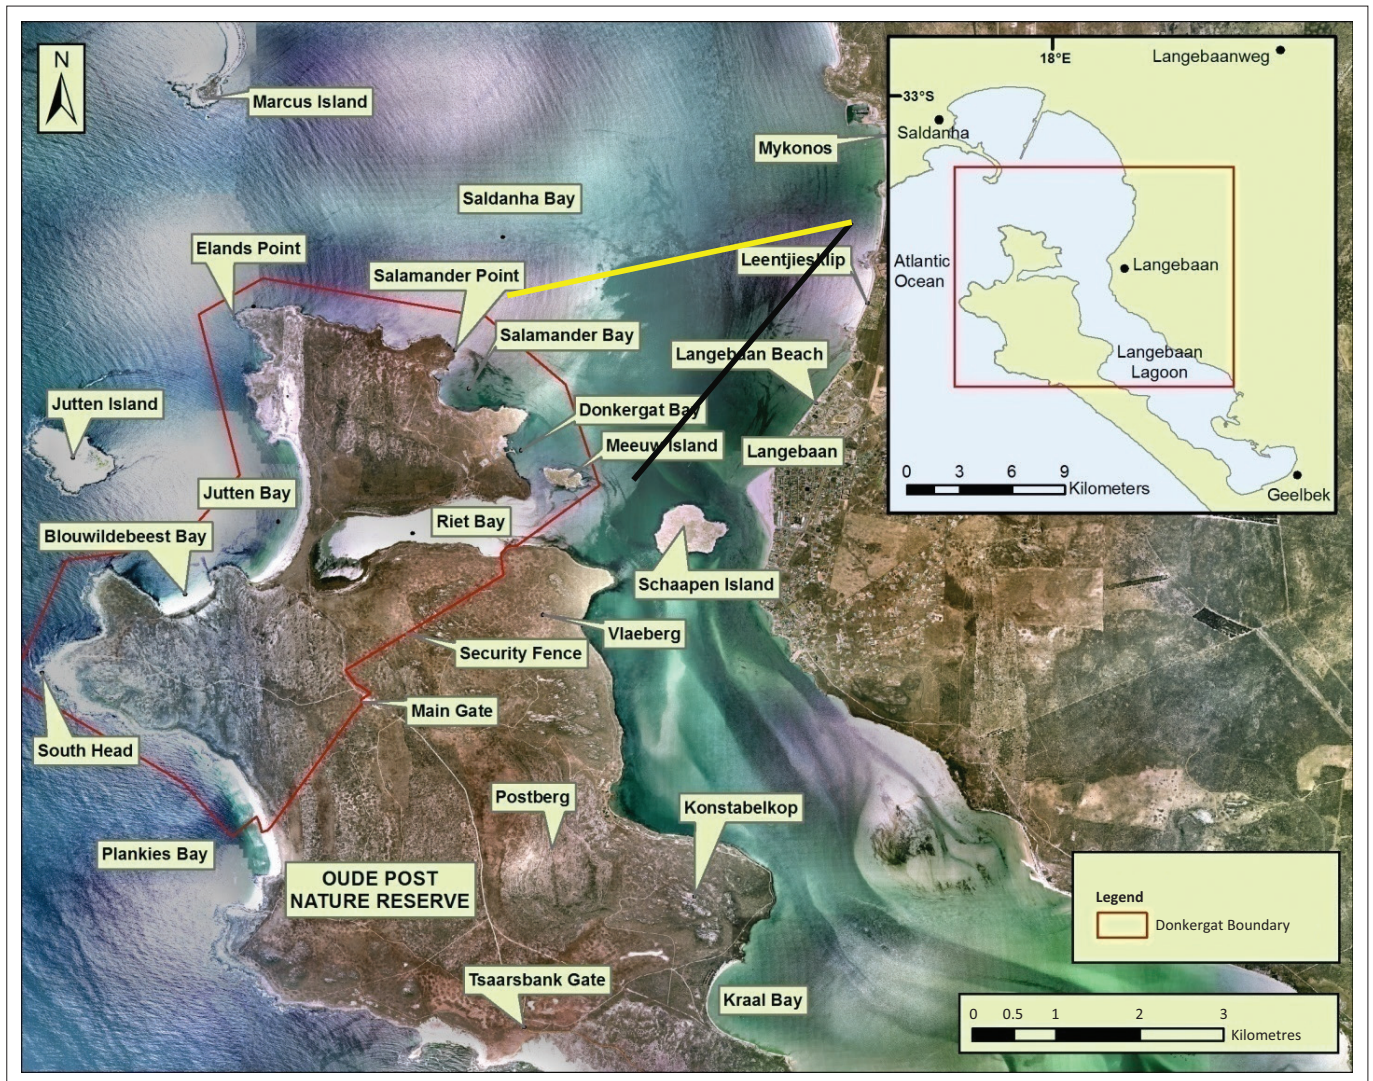 N
Marcus Island
Mykonos
Saldanha Bay
Elands Point
Salamander Point
Leentjiesklip
Salamander Bay
Langebaan Beach
Jutten Island
Donkergat Bay
Meeuw Island
Langebaan
Jutten Bay
Riet Bay
Blouwildebeest Bay
Schaapen Island
Vlaeberg
Security Fence
Main Gate
South Head
Postberg
Konstabelkop
Plankies Bay
OUDE POST
NATURE RESERVE
Tsaarsbank Gate
Kraal Bay
18°E
Langebaanweg
33°S
Saldanha
Atlantic
Ocean
Langebaan
Langebaan
Lagoon
0 3 6 9
Kilometers
Geelbek
Legend
Donkergat Boundary
0 0.5 1 2 3
Kilometres